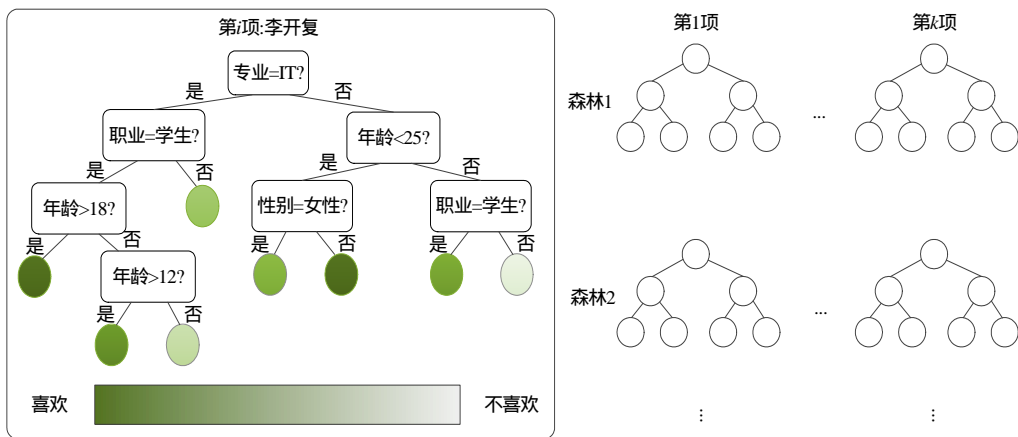 第i项:李开复
专业=IT?
是
否
职业=学生?
年龄<25?
是
否
是
否
年龄>18?
性别=女性?
职业=学生?
是
否
是
否
是
否
年龄>12?
是
否
喜欢
不喜欢
第1项
第k项
森林1
...
森林2
...
...
...